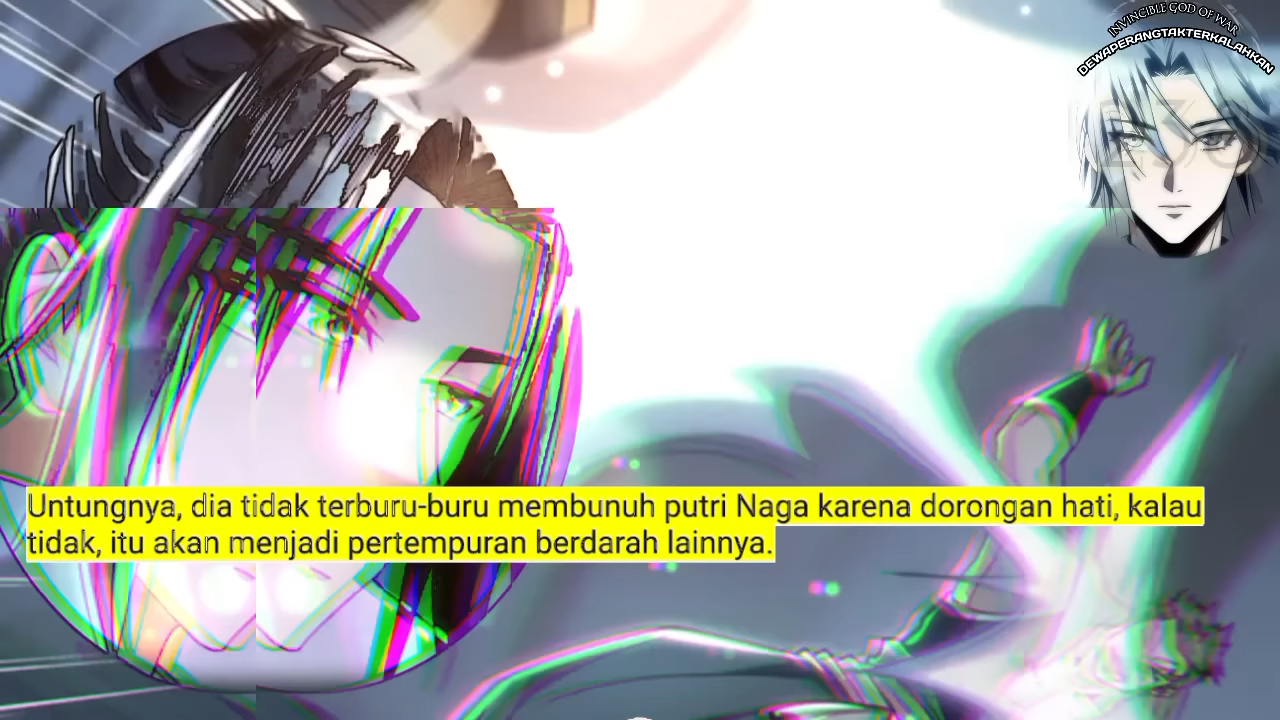 INVINCIBLE GOD OF WAR
DEWAPERANGTAKTERKALAHKAN
Untungnya, dia tidak terburu-buru membunuh putri Naga karena dorongan hati, kalau
tidak, itu akan menjadi pertempuran berdarah lainnya.